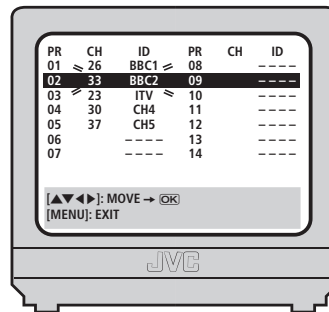 PR CH ID PR CH ID
01 26 BBC1 08 ----
02 33 BBC2 09 ----
03 23 ITV 10 ----
04 30 CH4 11 ----
05 37 CH5 12 ----
06 ---- 13 ----
07 ---- 14 ----
[▲▼◀▶]: MOVE → OK
[MENU]: EXIT
JVC